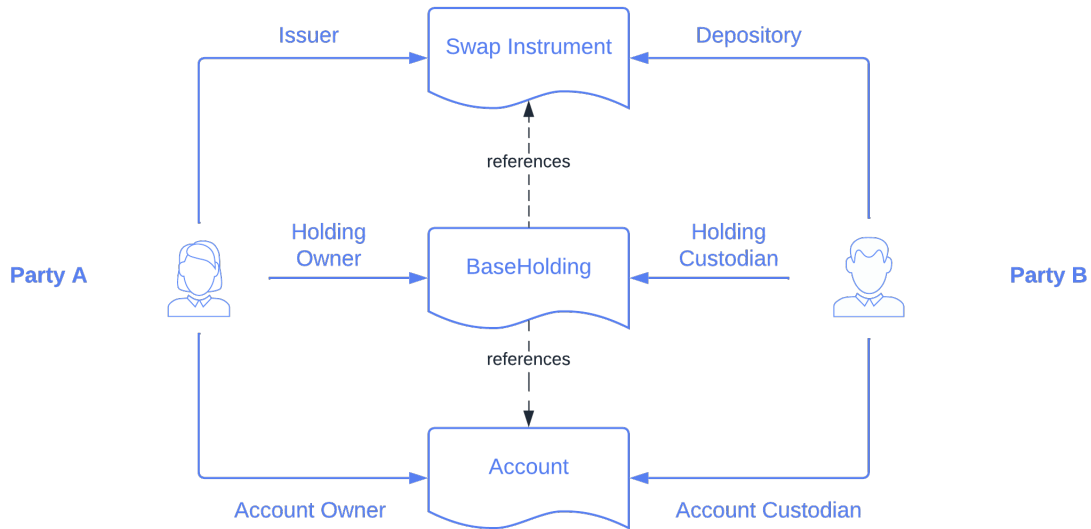 Issuer
Swap Instrument
Depository
references
Holding
Owner
BaseHolding
Holding
Custodian
Party A
Party B
references
Account
Account Owner
Account Custodian